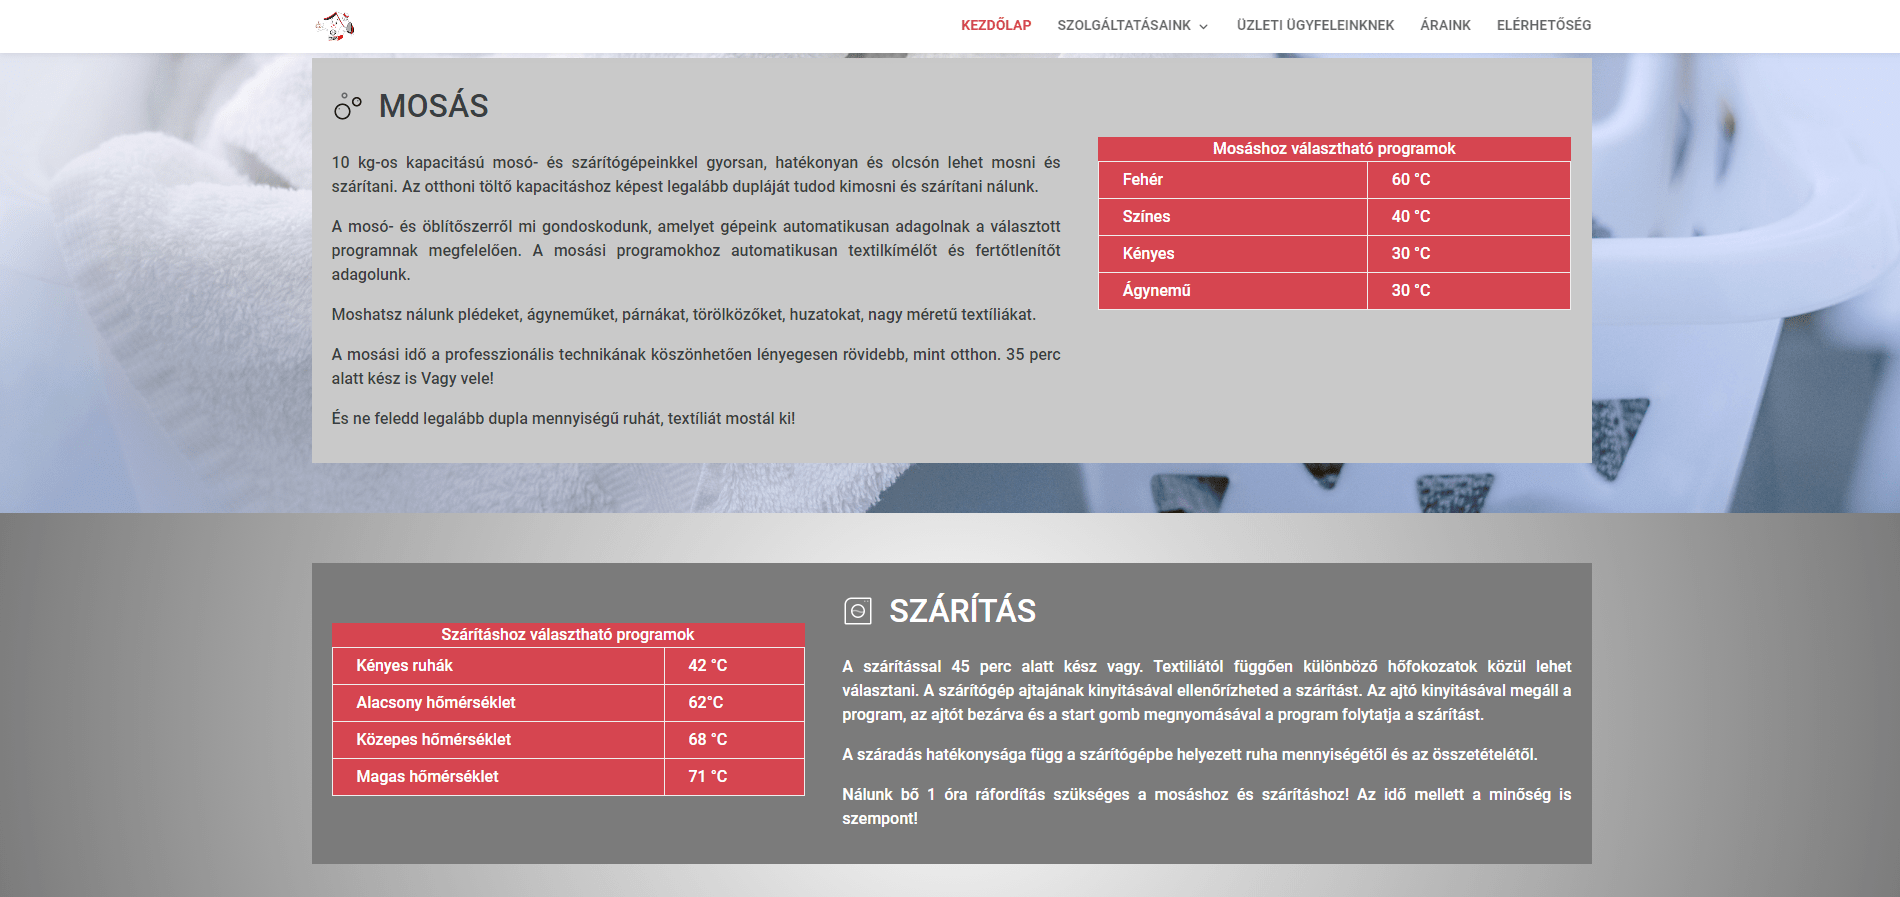 KEZDŐLAP SZOLGÁLTATÁSAINK ÜZLETI ÜGYFELEINKNEK ÁRAINK ELÉRHETŐSÉG
MOSÁS
10 kg-os kapacitású mosó- és szárítógépeinkkel gyorsan, hatékonyan és olcsón lehet mosni és
szárítani. Az otthoni töltő kapacitáshoz képest legalább dupláját tudod kimosni és szárítani nálunk.
A mosó- és öblítőszerről mi gondoskodunk, amelyet gépeink automatikusan adagolnak a választott
programnak megfelelően. A mosási programokhoz automatikusan textilkímélőt és fertőtlenítőt
adagolunk.
Moshatsz nálunk plédeket, ágyneműket, párnákat, törölközőket, huzatokat, nagy méretű textíliákat.
A mosási idő a professzionális technikának köszönhetően lényegesen rövidebb, mint otthon. 35 perc
alatt kész is Vagy vele!
És ne feledd legalább dupla mennyiségű ruhát, textíliát mostál ki!
Mosáshoz választható programok
Fehér 60 °C
Színes 40 °C
Kényes 30 °C
Ágynemű 30 °C
Szárításhoz választható programok
Kényes ruhák 42 °C
Alacsony hőmérséklet 62°C
Közepes hőmérséklet 68 °C
Magas hőmérséklet 71 °C
SZÁRÍTÁS
A szárítással 45 perc alatt kész vagy. Textiliától függően különböző hőfokozatok közül lehet
választani. A szárítógép ajtajának kinyitásával ellenőrízheted a szárítást. Az ajtó kinyitásával megáll a
program, az ajtót bezárva és a start gomb megnyomásával a program folytatja a szárítást.
A száradás hatékonysága függ a szárítógépbe helyezett ruha mennyiségétől és az összetételétől.
Nálunk bő 1 óra ráfordítás szükséges a mosáshoz és szárításhoz! Az idő mellett a minőség is
szempont!